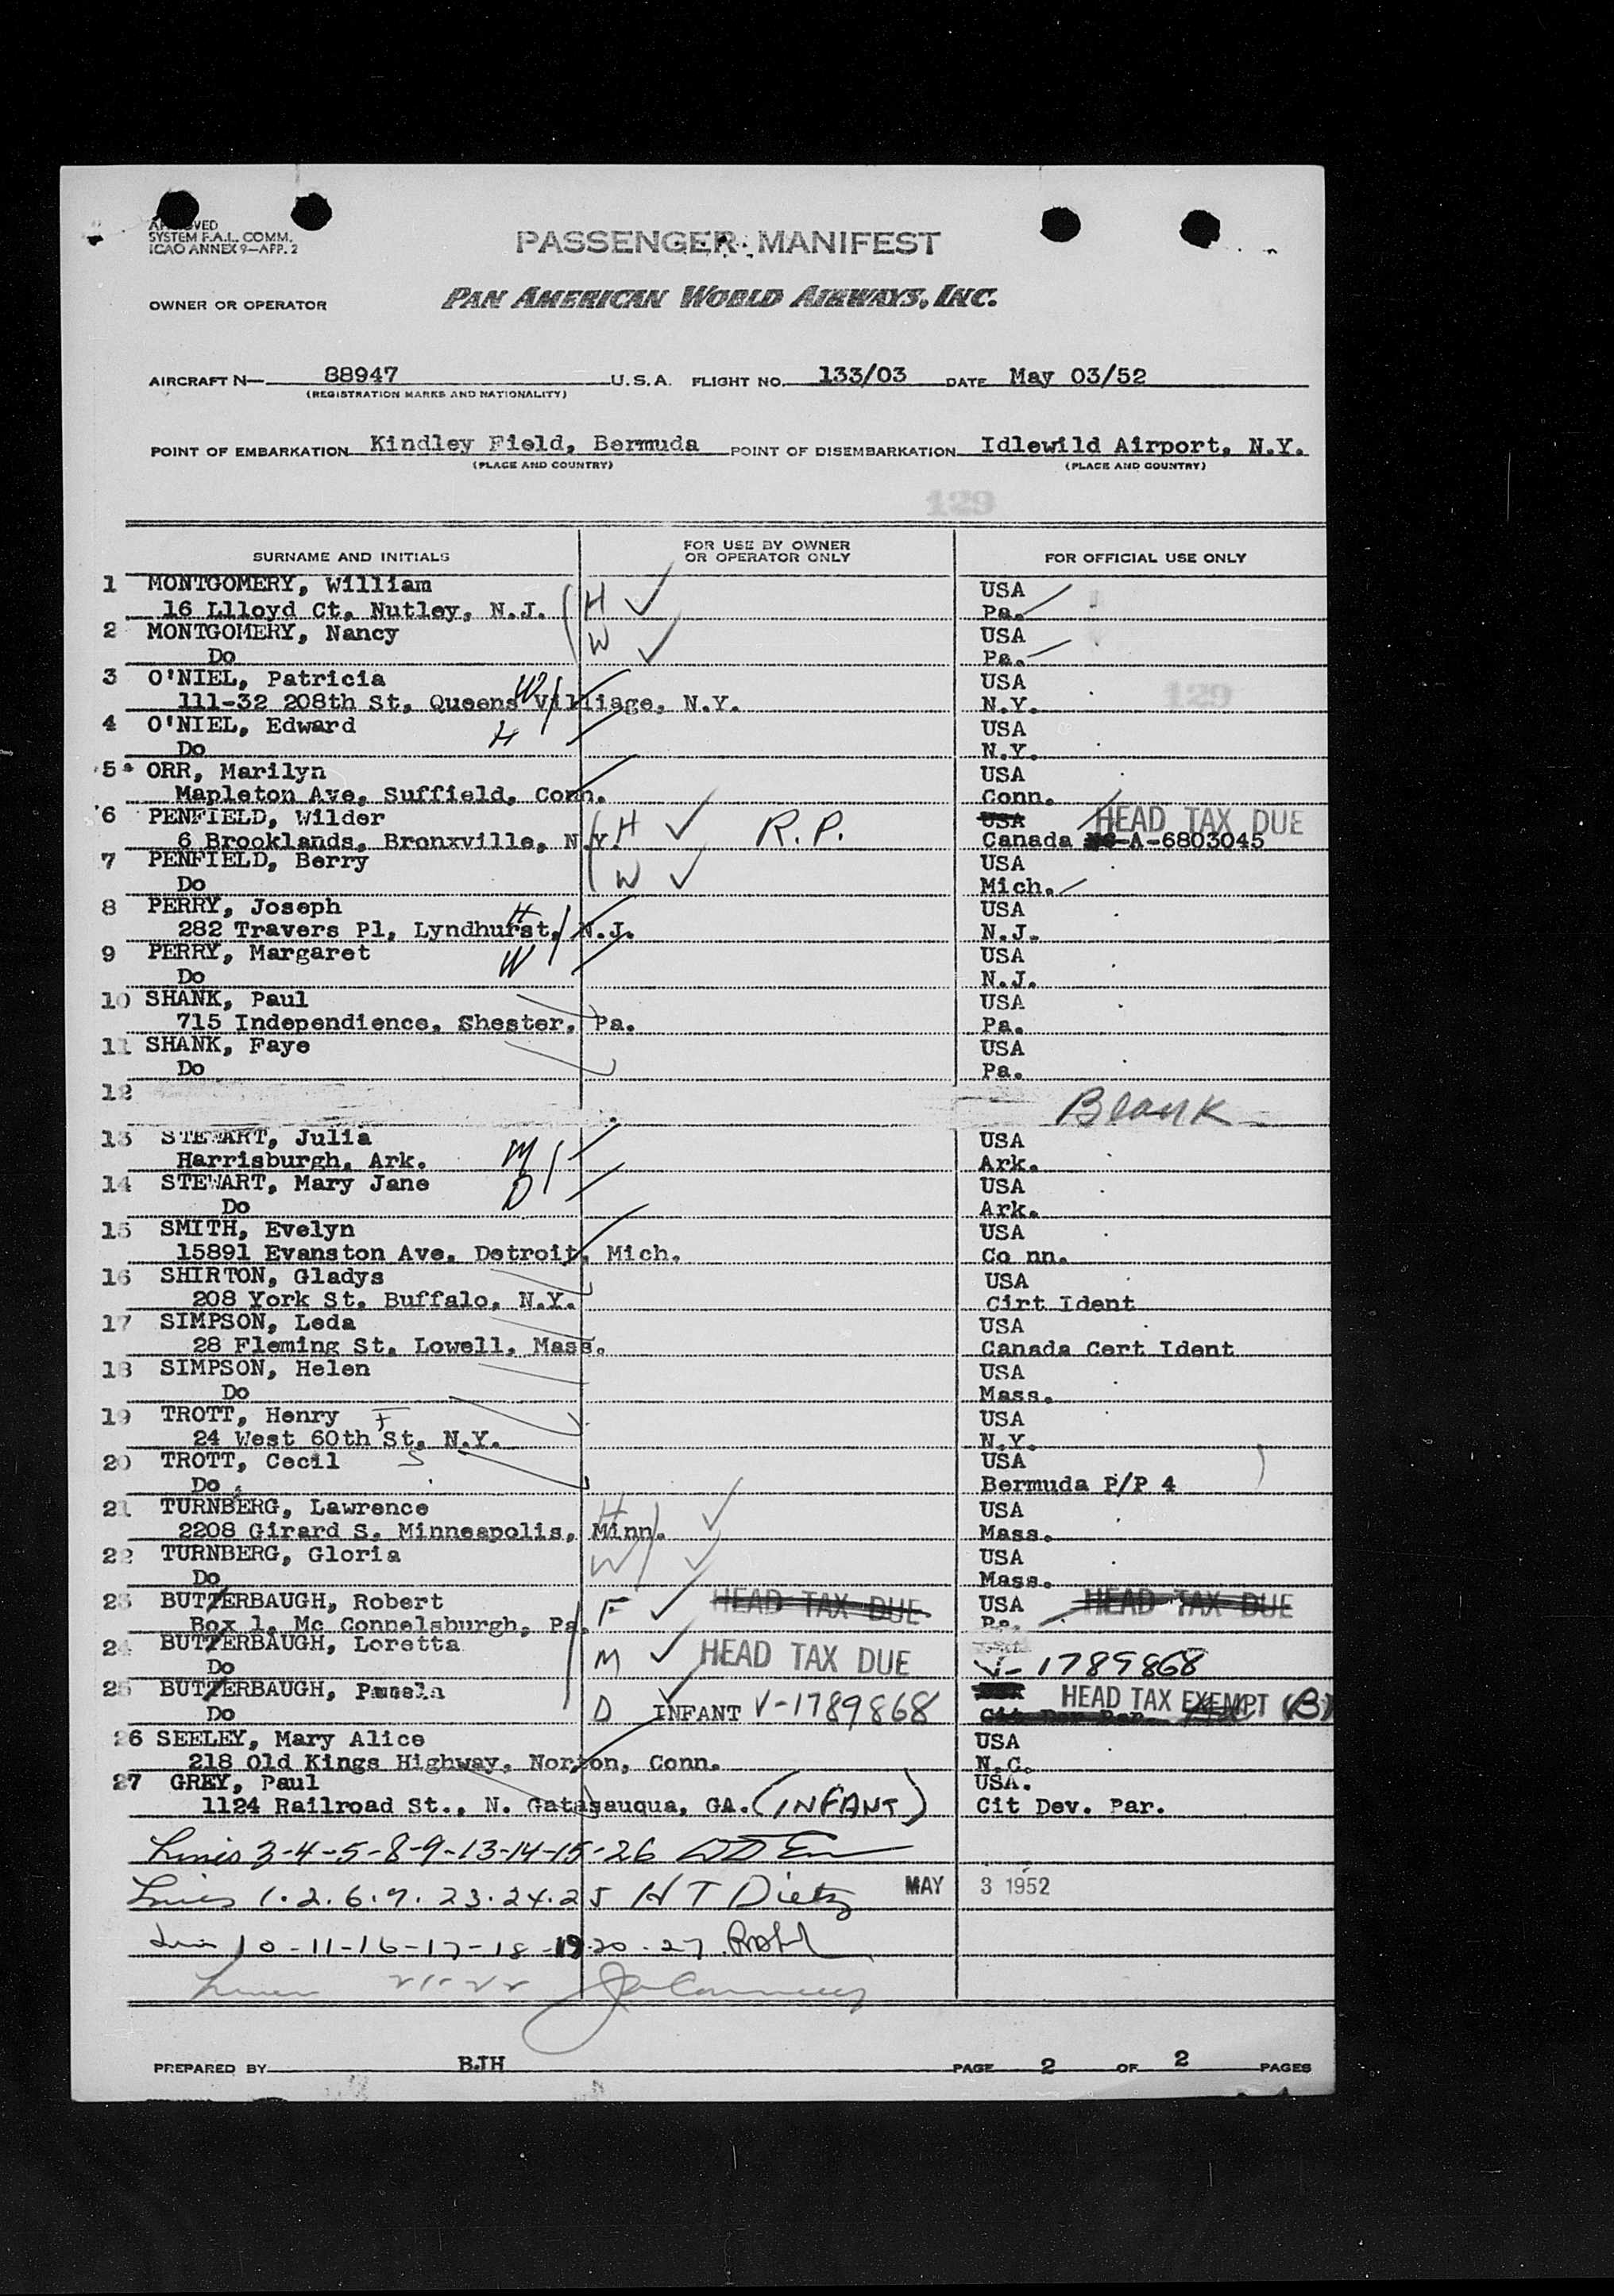 APPROVED
SYSTEM F.A.L. COMM.
ICAO ANNEX 9—APP. 2
PASSENGER MANIFEST
OWNER OR OPERATOR PAN AMERICAN WORLD AIRWAYS, INC.
AIRCRAFT N— 88947 U.S.A. FLIGHT NO. 133/03 DATE May 03/52
(REGISTRATION MARKS AND NATIONALITY)
POINT OF EMBARKATION Kindley Field, Bermuda POINT OF DISEMBARKATION Idlewild Airport, N.Y.
(PLACE AND COUNTRY) (PLACE AND COUNTRY)
129
SURNAME AND INITIALS FOR USE BY OWNER OR OPERATOR ONLY FOR OFFICIAL USE ONLY
1 MONTGOMERY, William USA
16 Llloyd Ct, Nutley, N.J. H Pa.
2 MONTGOMERY, Nancy W USA
Do Pa.
3 O'NIEL, Patricia W USA 129
111-32 208th St, Queens Villiage, N.Y. N.Y.
4 O'NIEL, Edward H USA
Do N.Y.
5 ORR, Marilyn USA
Mapleton Ave, Suffield, Conn. Conn.
6 PENFIELD, Wilder H R.P. USA HEAD TAX DUE
6 Brooklands, Bronxville, N.Y. Canada A-6803045
7 PENFIELD, Berry W USA
Do Mich.
8 PERRY, Joseph H USA
282 Travers Pl, Lyndhurst, N.J. N.J.
9 PERRY, Margaret W USA
Do N.J.
10 SHANK, Paul USA
715 Independience, Shester, Pa. Pa.
11 SHANK, Faye USA
Do Pa.
12 Blank
13 STEWART, Julia M USA
Harrisburgh, Ark. Ark.
14 STEWART, Mary Jane D USA
Do Ark.
15 SMITH, Evelyn USA
15891 Evanston Ave, Detroit, Mich. Co nn.
16 SHIRTON, Gladys USA
208 York St, Buffalo, N.Y. Cirt Ident
17 SIMPSON, Leda USA
28 Fleming St, Lowell, Mass. Canada Cert Ident
18 SIMPSON, Helen USA
Do Mass.
19 TROTT, Henry F USA
24 West 60th St, N.Y. N.Y.
20 TROTT, Cecil S USA
Do Bermuda P/P 4
21 TURNBERG, Lawrence H USA
2208 Girard S. Minneapolis, Minn. Mass.
22 TURNBERG, Gloria W USA
Do Mass.
23 BUTTERBAUGH, Robert F HEAD TAX DUE USA HEAD TAX DUE
Box 1, Mc Connelsburgh, Pa. Pa.
24 BUTTERBAUGH, Loretta M HEAD TAX DUE
Do V-1789868
25 BUTTERBAUGH, Pamela HEAD TAX EXEMPT (B)
Do D INFANT V-1789868 Cit Dev Par.
26 SEELEY, Mary Alice USA
218 Old Kings Highway, Norton, Conn. N.C.
27 GREY, Paul USA.
1124 Railroad St., N. Gatasauqua, GA. (INFANT) Cit Dev. Par.
Lines 3-4-5-8-9-13-14-15-26
Lines 1.2.6.7.23.24.25 H T Dietz MAY 3 1952
10-11-16-17-18-19-20-27
21-22
PREPARED BY BJH PAGE 2 OF 2 PAGES